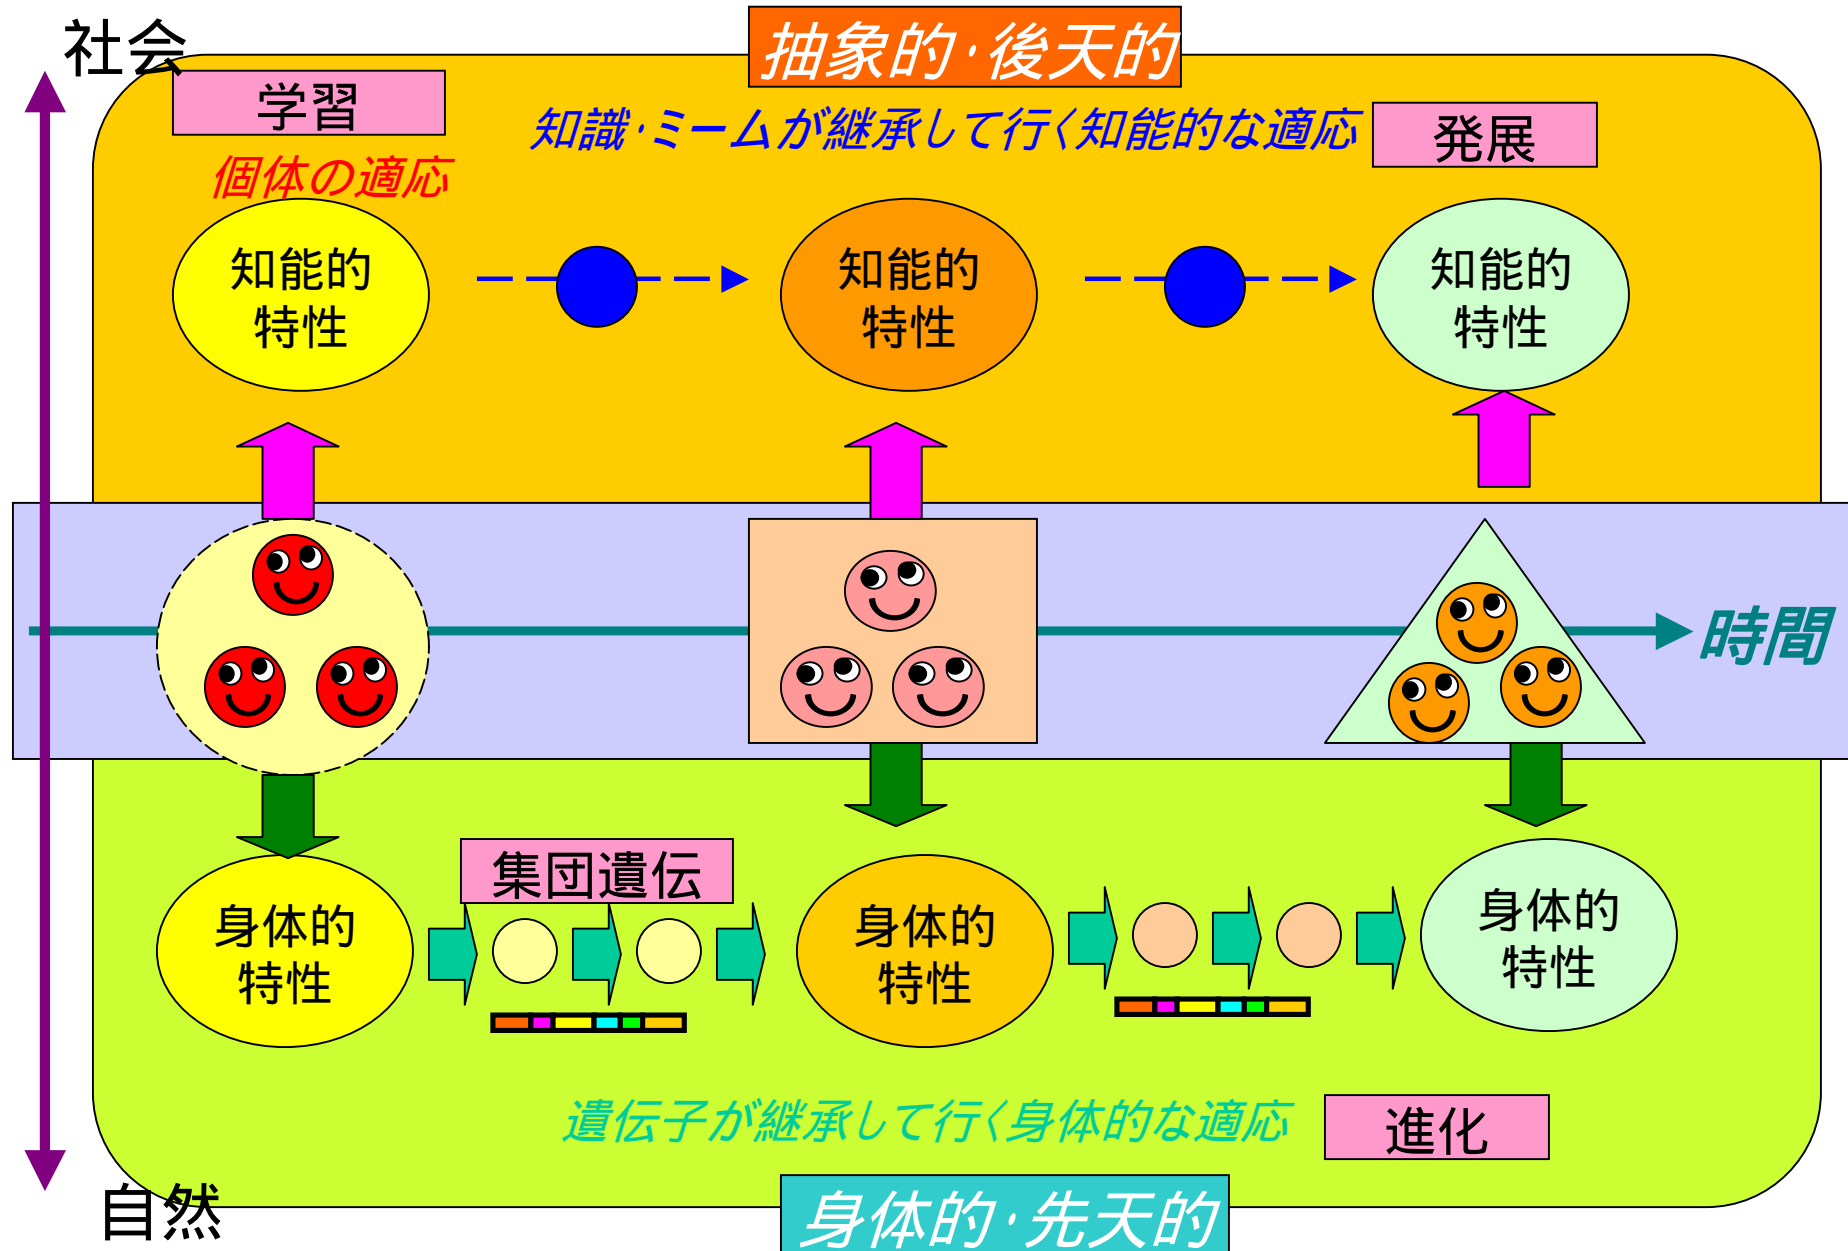 社会
抽象的・後天的
学習
知識・ミームが継承して行く知能的な適応
発展
個体の適応
知能的
特性
知能的
特性
知能的
特性
時間
集団遺伝
身体的
特性
身体的
特性
身体的
特性
遺伝子が継承して行く身体的な適応
進化
自然
身体的・先天的